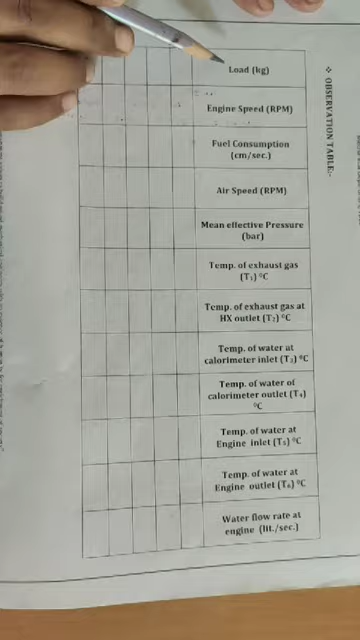 ❖ OBSERVATION TABLE:-
Load (kg)
Engine Speed (RPM)
Fuel Consumption
(cm/sec.)
Air Speed (RPM)
Mean effective Pressure
(bar)
Temp. of exhaust gas
(T₁) °C
Temp. of exhaust gas at
HX outlet (T₂) °C
Temp. of water at
calorimeter inlet (T₃) °C
Temp. of water of
calorimeter outlet (T₄)
°C
Temp. of water at
Engine inlet (T₅) °C
Temp. of water at
Engine outlet (T₆) °C
Water flow rate at
engine (lit./sec.)